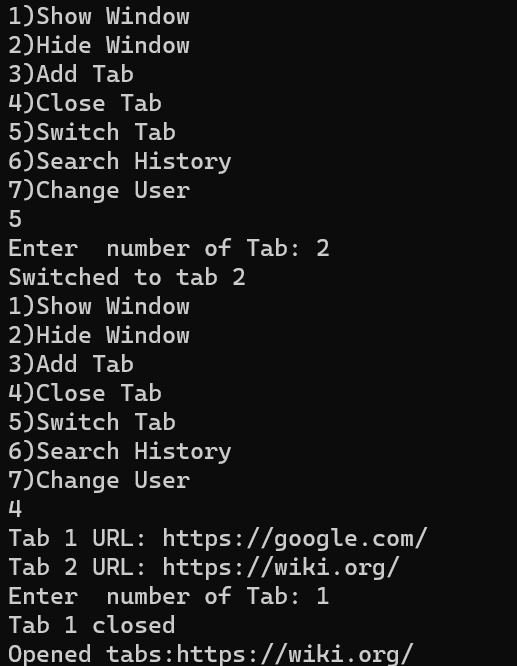 1)Show Window
2)Hide Window
3)Add Tab
4)Close Tab
5)Switch Tab
6)Search History
7)Change User
5
Enter  number of Tab: 2
Switched to tab 2
1)Show Window
2)Hide Window
3)Add Tab
4)Close Tab
5)Switch Tab
6)Search History
7)Change User
4
Tab 1 URL: https://google.com/
Tab 2 URL: https://wiki.org/
Enter  number of Tab: 1
Tab 1 closed
Opened tabs:https://wiki.org/